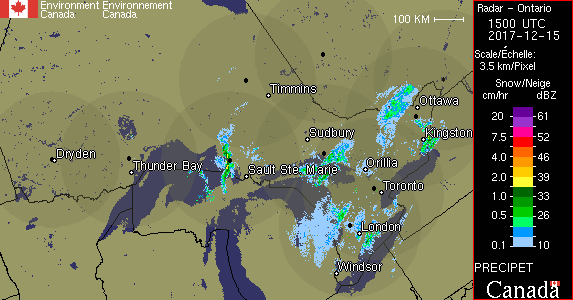 Environment Environnement
Canada Canada
100 KM
Timmins
Ottawa
Sudbury
Kingston
Dryden
Thunder Bay
Sault Ste. Marie
Orillia
Toronto
London
Windsor
Radar - Ontario
1500 UTC
2017-12-15
Scale/Échelle:
3.5 km/Pixel
Snow/Neige
cm/hr dBZ
20 61
7.5 52
4.0 46
2.0 39
1.0 33
0.5 26
0.1 10
PRECIPET
Canada